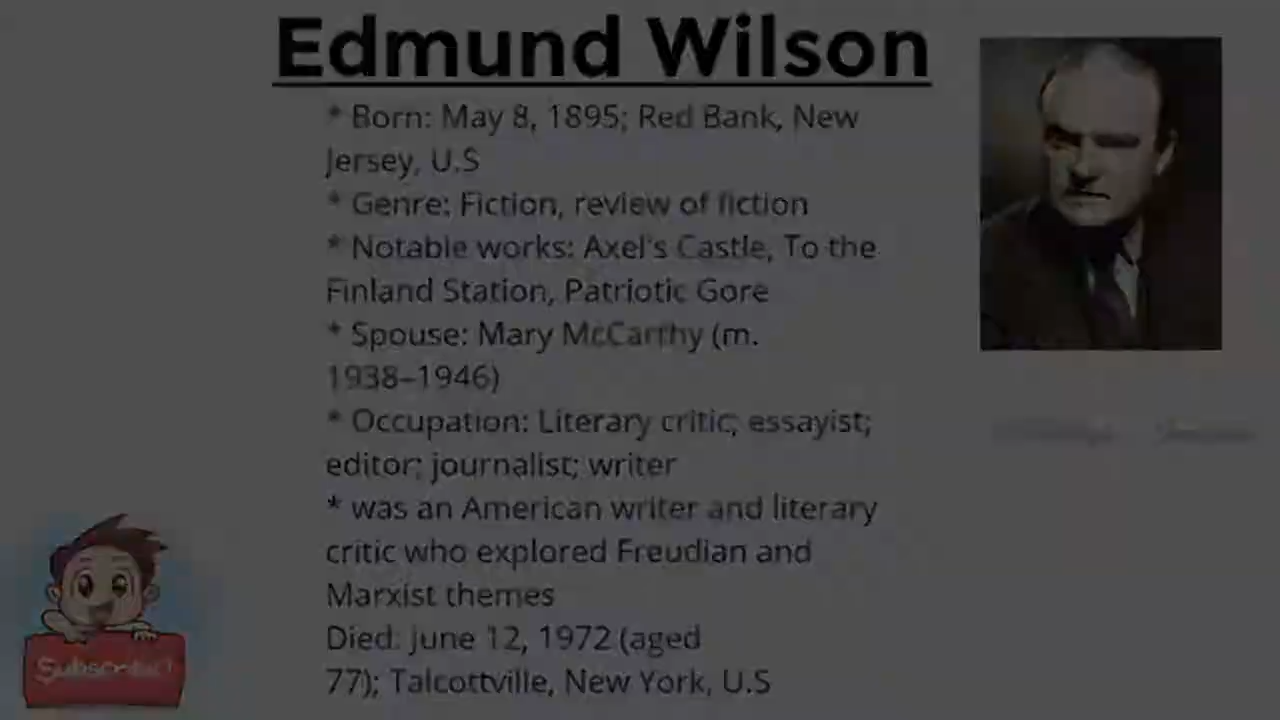 Edmund Wilson
* Born: May 8, 1895; Red Bank, New
Jersey, U.S
* Genre: Fiction, review of fiction
* Notable works: Axel's Castle, To the
Finland Station, Patriotic Gore
* Spouse: Mary McCarthy (m.
1938–1946)
* Occupation: Literary critic; essayist;
editor; journalist; writer
* was an American writer and literary
critic who explored Freudian and
Marxist themes
Died: June 12, 1972 (aged
77); Talcottville, New York, U.S
Subscribe